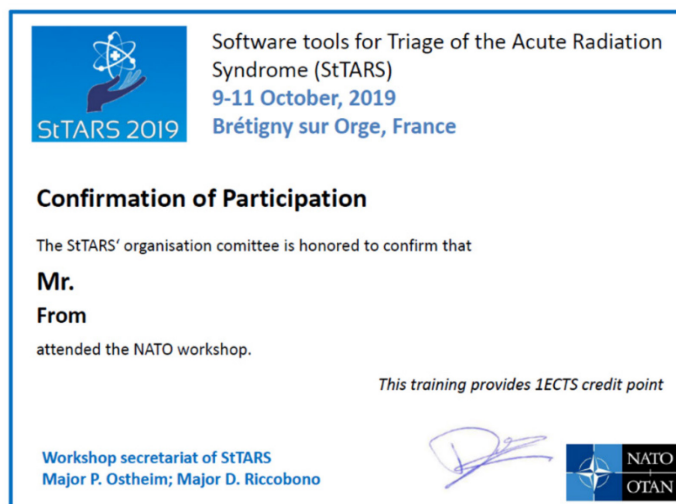 StTARS 2019
Software tools for Triage of the Acute Radiation
Syndrome (StTARS)
9-11 October, 2019
Brétigny sur Orge, France
Confirmation of Participation
The StTARS‘ organisation comittee is honored to confirm that
Mr.
From
attended the NATO workshop.
This training provides 1ECTS credit point
Workshop secretariat of StTARS
Major P. Ostheim; Major D. Riccobono
NATO
OTAN